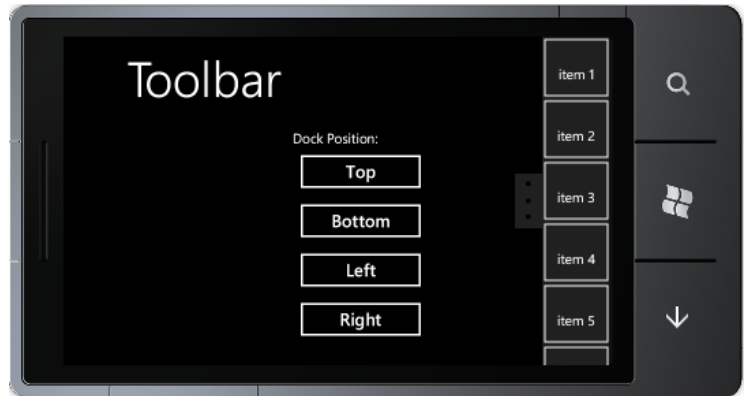 Toolbar
Dock Position:
Top
Bottom
Left
Right
item 1
item 2
item 3
item 4
item 5